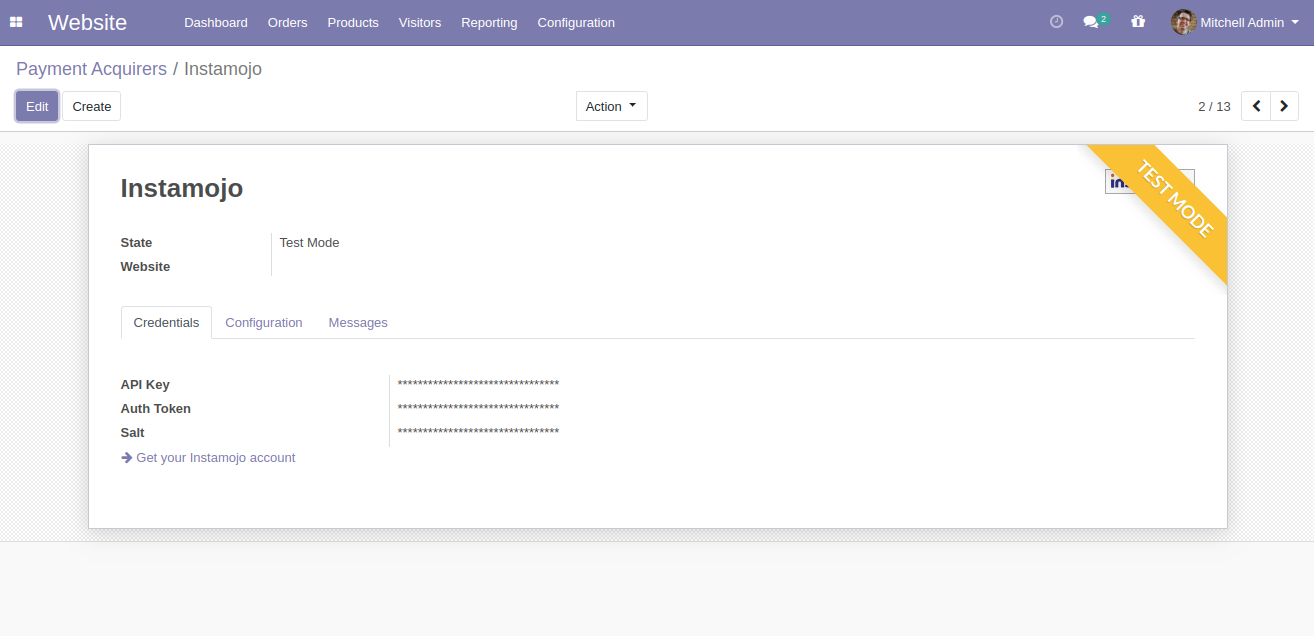 Website Dashboard Orders Products Visitors Reporting Configuration 2 Mitchell Admin
Payment Acquirers / Instamojo
Edit Create Action 2 / 13
Instamojo
TEST MODE
State Test Mode
Website
Credentials Configuration Messages
API Key ********************************
Auth Token ********************************
Salt ********************************
Get your Instamojo account